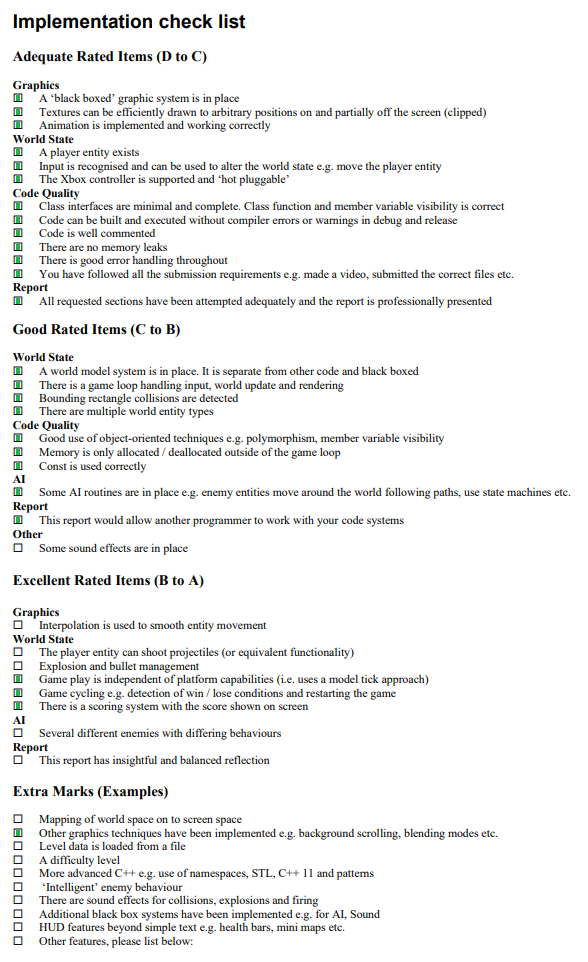 Implementation check list
Adequate Rated Items (D to C)
Graphics
A ‘black boxed’ graphic system is in place
Textures can be efficiently drawn to arbitrary positions on and partially off the screen (clipped)
Animation is implemented and working correctly
World State
A player entity exists
Input is recognised and can be used to alter the world state e.g. move the player entity
The Xbox controller is supported and ‘hot pluggable’
Code Quality
Class interfaces are minimal and complete. Class function and member variable visibility is correct
Code can be built and executed without compiler errors or warnings in debug and release
Code is well commented
There are no memory leaks
There is good error handling throughout
You have followed all the submission requirements e.g. made a video, submitted the correct files etc.
Report
All requested sections have been attempted adequately and the report is professionally presented
Good Rated Items (C to B)
World State
A world model system is in place. It is separate from other code and black boxed
There is a game loop handling input, world update and rendering
Bounding rectangle collisions are detected
There are multiple world entity types
Code Quality
Good use of object-oriented techniques e.g. polymorphism, member variable visibility
Memory is only allocated / deallocated outside of the game loop
Const is used correctly
AI
Some AI routines are in place e.g. enemy entities move around the world following paths, use state machines etc.
Report
This report would allow another programmer to work with your code systems
Other
Some sound effects are in place
Excellent Rated Items (B to A)
Graphics
Interpolation is used to smooth entity movement
World State
The player entity can shoot projectiles (or equivalent functionality)
Explosion and bullet management
Game play is independent of platform capabilities (i.e. uses a model tick approach)
Game cycling e.g. detection of win / lose conditions and restarting the game
There is a scoring system with the score shown on screen
AI
Several different enemies with differing behaviours
Report
This report has insightful and balanced reflection
Extra Marks (Examples)
Mapping of world space on to screen space
Other graphics techniques have been implemented e.g. background scrolling, blending modes etc.
Level data is loaded from a file
A difficulty level
More advanced C++ e.g. use of namespaces, STL, C++ 11 and patterns
‘Intelligent’ enemy behaviour
There are sound effects for collisions, explosions and firing
Additional black box systems have been implemented e.g. for AI, Sound
HUD features beyond simple text e.g. health bars, mini maps etc.
Other features, please list below: